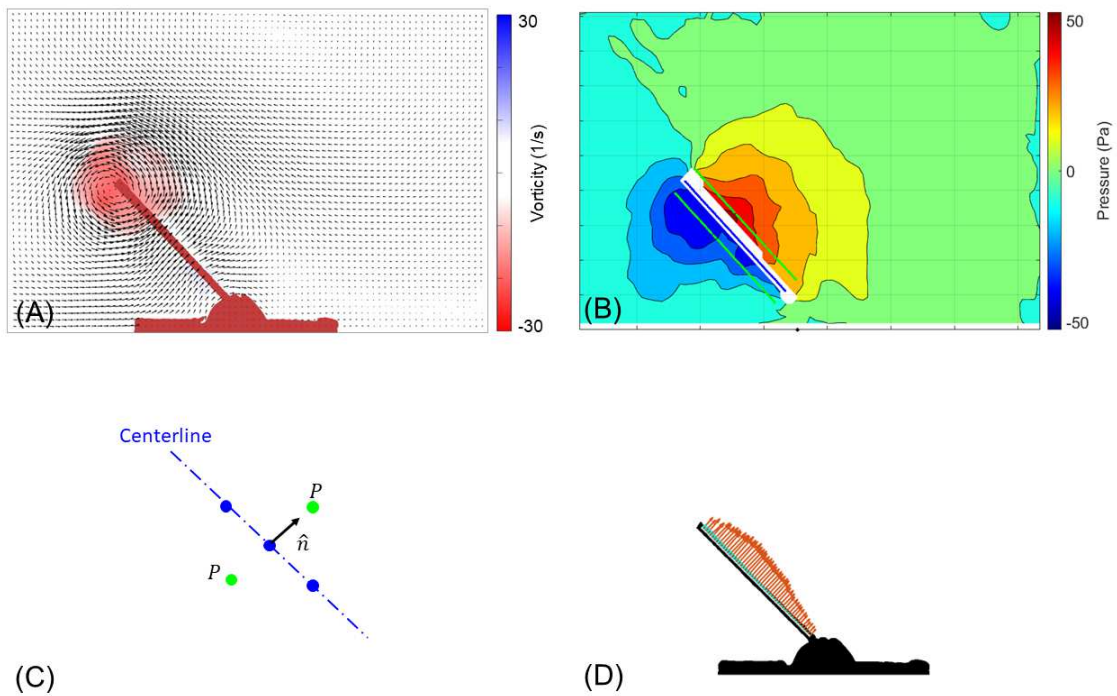 30
Vorticity (1/s)
-30
(A)
50
0
Pressure (Pa)
-50
(B)
Centerline
P
n̂
P
(C)
(D)